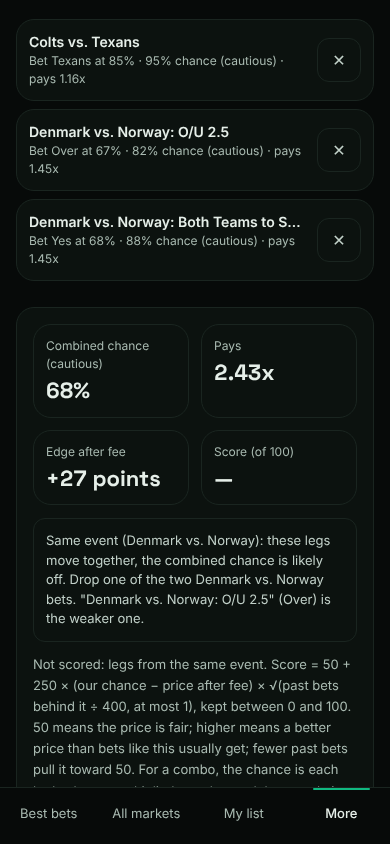 Colts vs. Texans
Bet Texans at 85% · 95% chance (cautious) ·
pays 1.16x
Denmark vs. Norway: O/U 2.5
Bet Over at 67% · 82% chance (cautious) · pays
1.45x
Denmark vs. Norway: Both Teams to S...
Bet Yes at 68% · 88% chance (cautious) · pays
1.45x
Combined chance
(cautious)
68%
Pays
2.43x
Edge after fee
+27 points
Score (of 100)
—
Same event (Denmark vs. Norway): these legs
move together, the combined chance is likely
off. Drop one of the two Denmark vs. Norway
bets. "Denmark vs. Norway: O/U 2.5" (Over) is
the weaker one.
Not scored: legs from the same event. Score = 50 +
250 × (our chance − price after fee) × √(past bets
behind it ÷ 400, at most 1), kept between 0 and 100.
50 means the price is fair; higher means a better
price than bets like this usually get; fewer past bets
pull it toward 50. For a combo, the chance is each
Best bets
All markets
My list
More